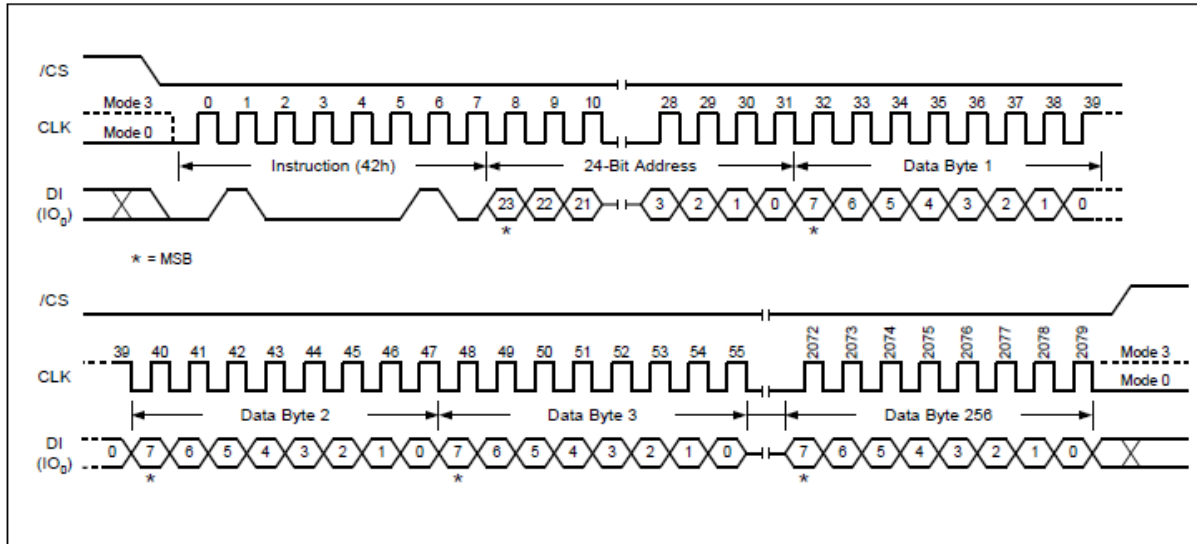 /CS
Mode 3 0 1 2 3 4 5 6 7 8 9 10 28 29 30 31 32 33 34 35 36 37 38 39
CLK Mode 0
Instruction (42h) 24-Bit Address Data Byte 1
DI
(IO0) 23 22 21 3 2 1 0 7 6 5 4 3 2 1 0
* *
* = MSB
/CS
39 40 41 42 43 44 45 46 47 48 49 50 51 52 53 54 55 2072 2073 2074 2075 2076 2077 2078 2079 Mode 3
CLK Mode 0
Data Byte 2 Data Byte 3 Data Byte 256
DI
(IO0) 0 7 6 5 4 3 2 1 0 7 6 5 4 3 2 1 0 7 6 5 4 3 2 1 0
* * *